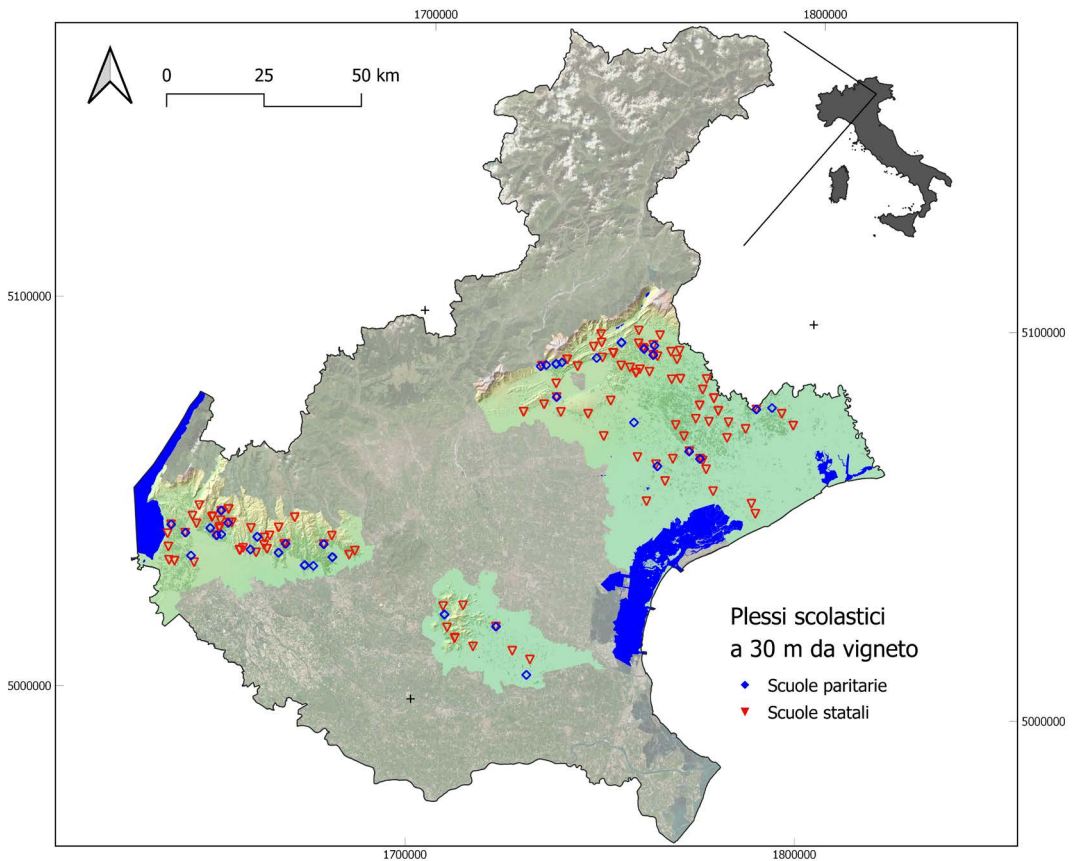 1700000
1800000
0
25
50 km
5100000
5100000
Plessi scolastici
a 30 m da vigneto
Scuole paritarie
Scuole statali
5000000
5000000
1700000
1800000